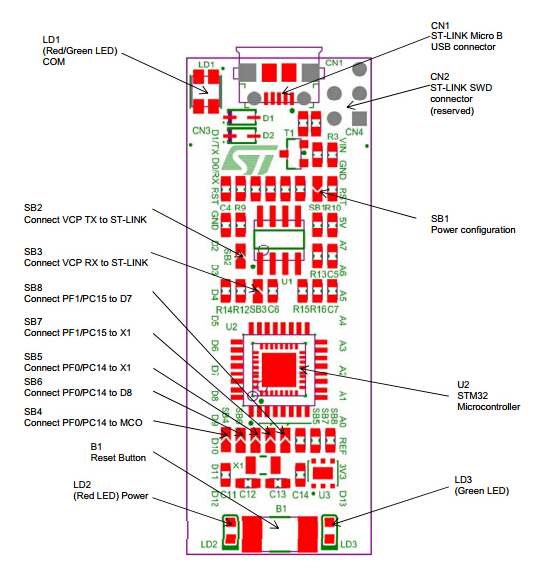 LD1
(Red/Green LED)
COM
CN1
ST-LINK Micro B
USB connector
CN2
ST-LINK SWD
connector
(reserved)
SB2
Connect VCP TX to ST-LINK
SB3
Connect VCP RX to ST-LINK
SB8
Connect PF1/PC15 to D7
SB7
Connect PF1/PC15 to X1
SB5
Connect PF0/PC14 to X1
SB6
Connect PF0/PC14 to D8
SB4
Connect PF0/PC14 to MCO
B1
Reset Button
LD2
(Red LED) Power
SB1
Power configuration
U2
STM32
Microcontroller
LD3
(Green LED)
LD1
CN1
CN3
D1
D2
CN4
T1
R3
D1/TX
D0/RX
RST
GND
D2
D3
D4
D5
D6
D7
D8
D9
D10
D11
D12
VIN
GND
RST
5V
A7
A6
A5
A4
A3
A2
A1
A0
REF
3V3
D13
ST
C4 R9
SB1 R10
SB2
U1
R13 C5
R14 R12 SB3 C6
R15 R16 C7
U2
SB4
SB5
SB7
SB8
X1
C11 C12 C13 C14 U3
B1
LD2
LD3